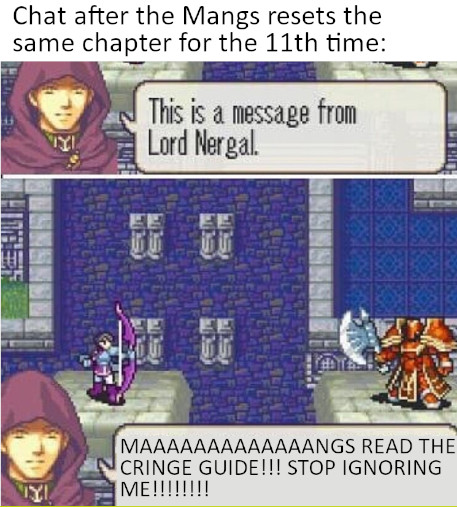 Chat after the Mangs resets the
same chapter for the 11th time:
This is a message from
Lord Nergal.
MAAAAAAAAAAAAAANGS READ THE
CRINGE GUIDE!!! STOP IGNORING
ME!!!!!!!!